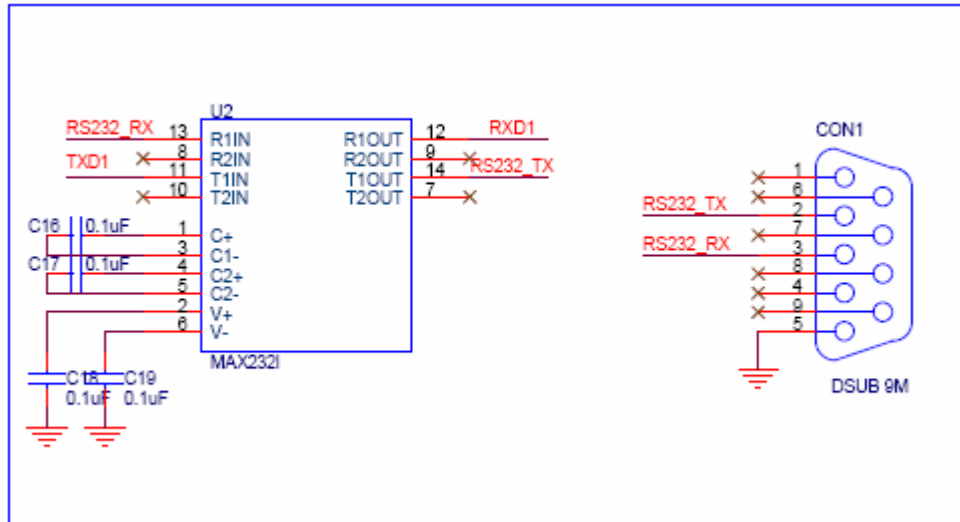 U2
RS232_RX 13 R1IN R1OUT 12 RXD1
8 R2IN R2OUT 9
TXD1 11 T1IN T1OUT 14 RS232_TX
10 T2IN T2OUT 7
C16 0.1uF 1 C+
3 C1-
C17 0.1uF 4 C2+
5 C2-
2 V+
6 V-
MAX232I
C18 C19
0.1uF 0.1uF
CON1
1
6
RS232_TX 2
7
RS232_RX 3
8
4
9
5
DSUB 9M